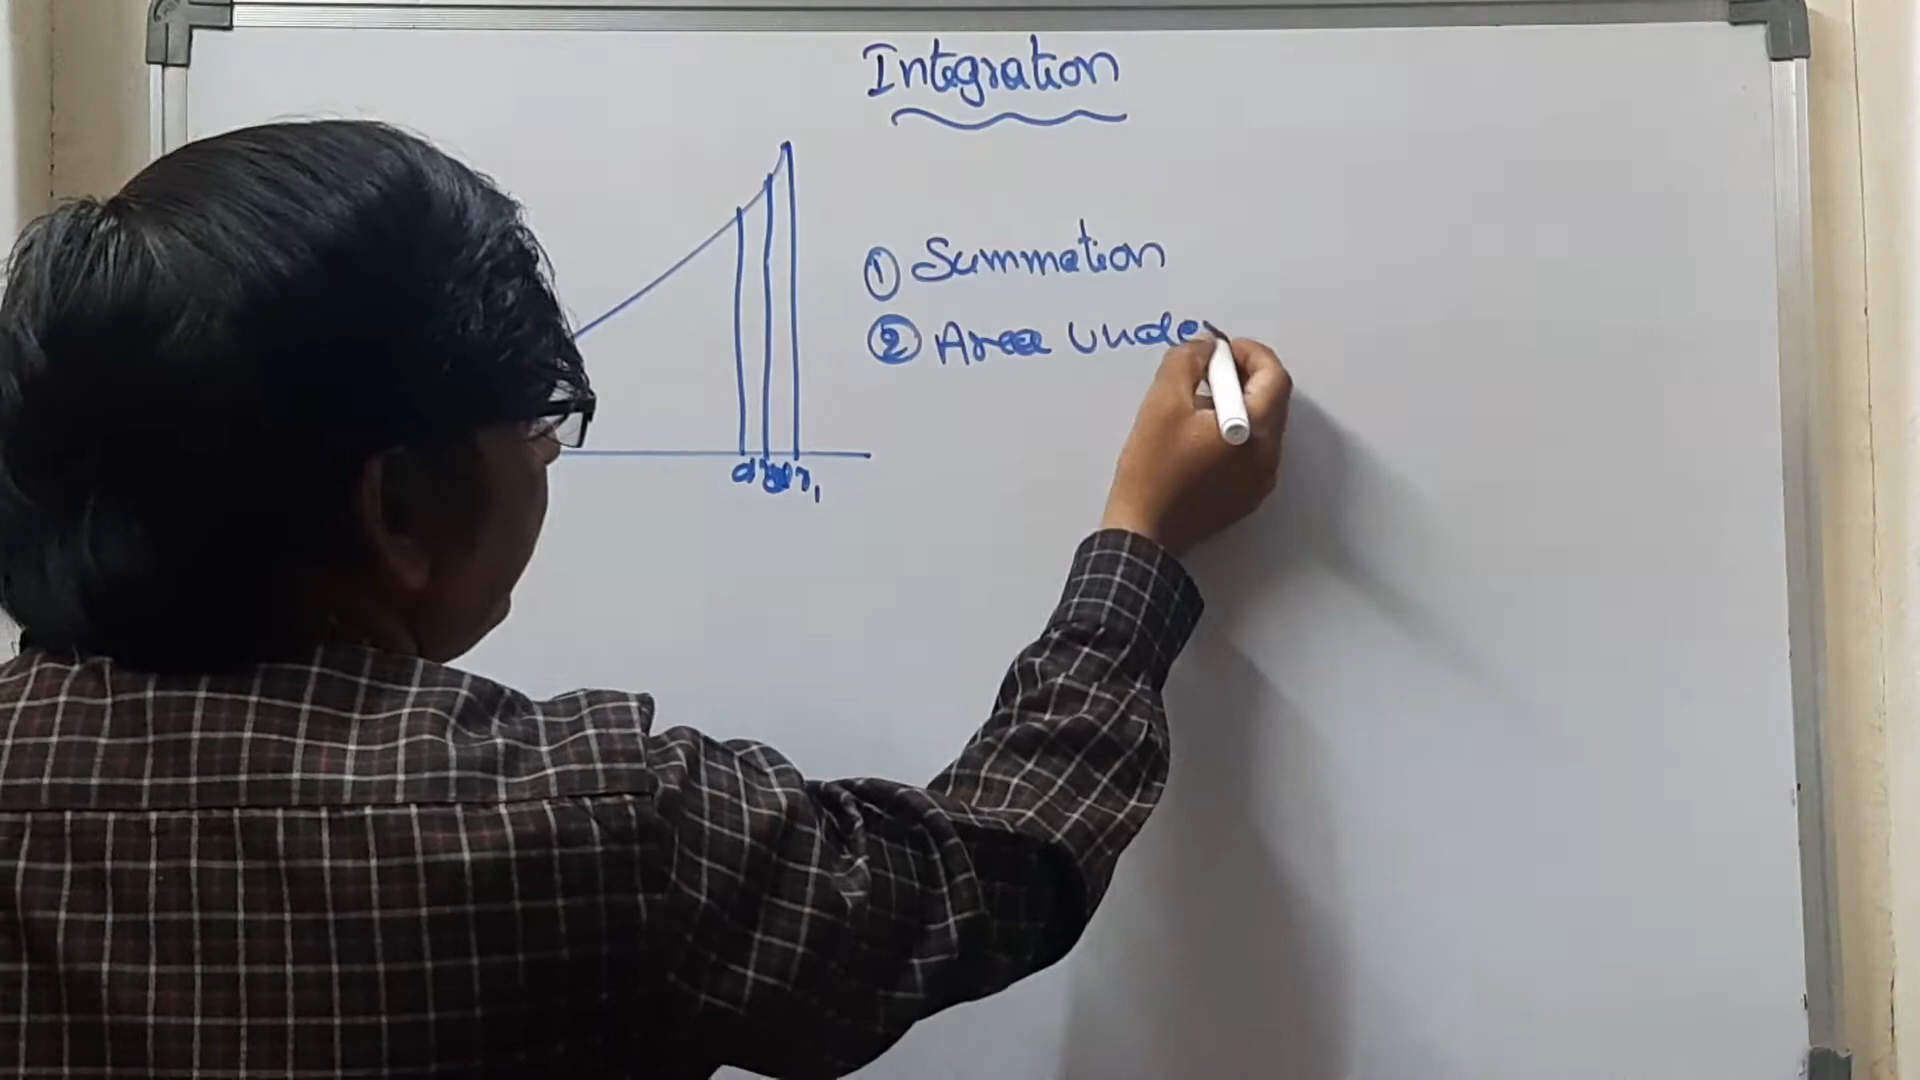 Integration
① Summation
② Area Under